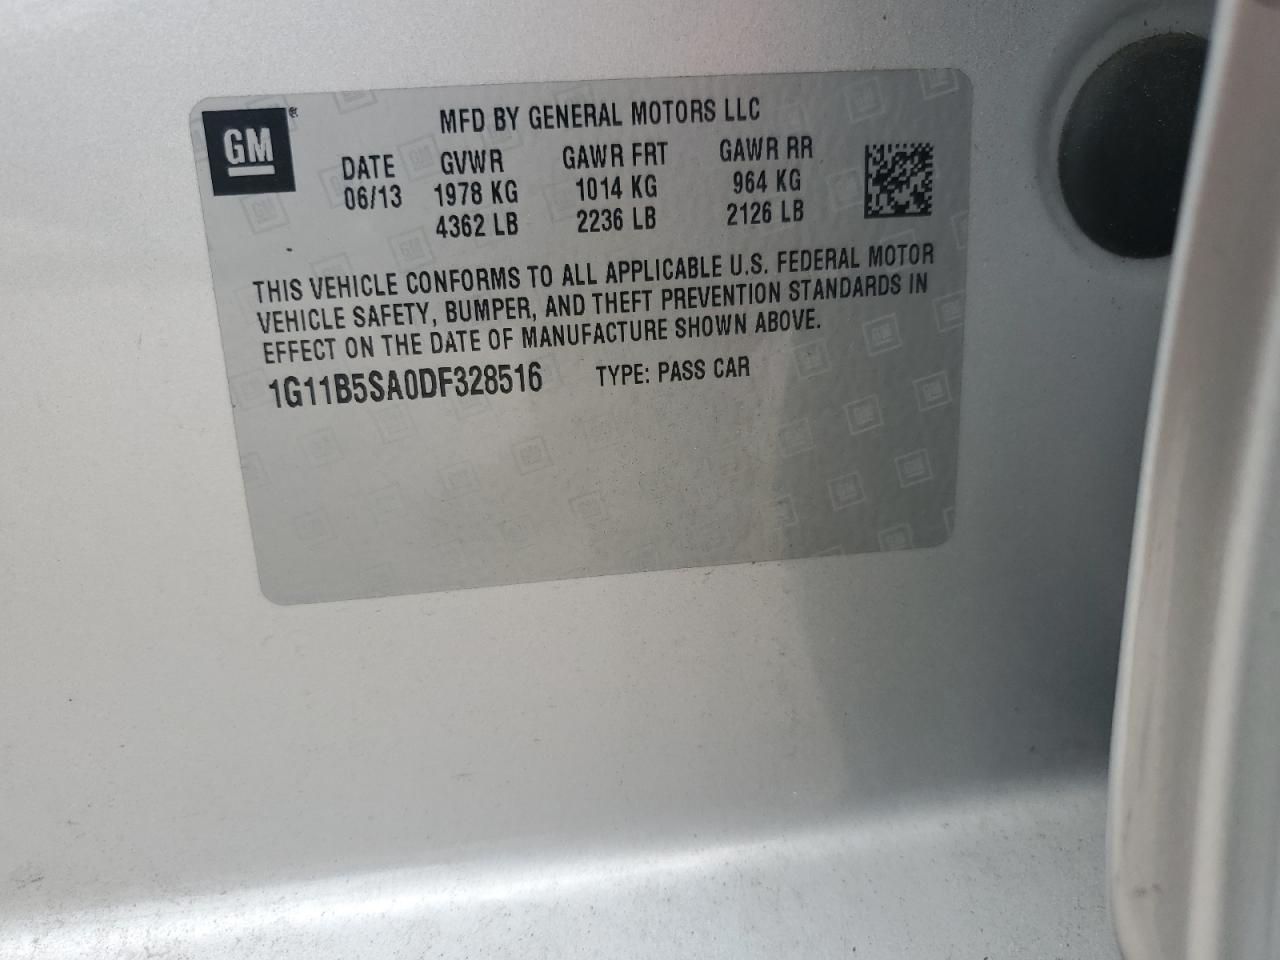 GM®
MFD BY GENERAL MOTORS LLC
DATE GVWR GAWR FRT GAWR RR
06/13 1978 KG 1014 KG 964 KG
4362 LB 2236 LB 2126 LB
THIS VEHICLE CONFORMS TO ALL APPLICABLE U.S. FEDERAL MOTOR
VEHICLE SAFETY, BUMPER, AND THEFT PREVENTION STANDARDS IN
EFFECT ON THE DATE OF MANUFACTURE SHOWN ABOVE.
1G11B5SA0DF328516 TYPE: PASS CAR